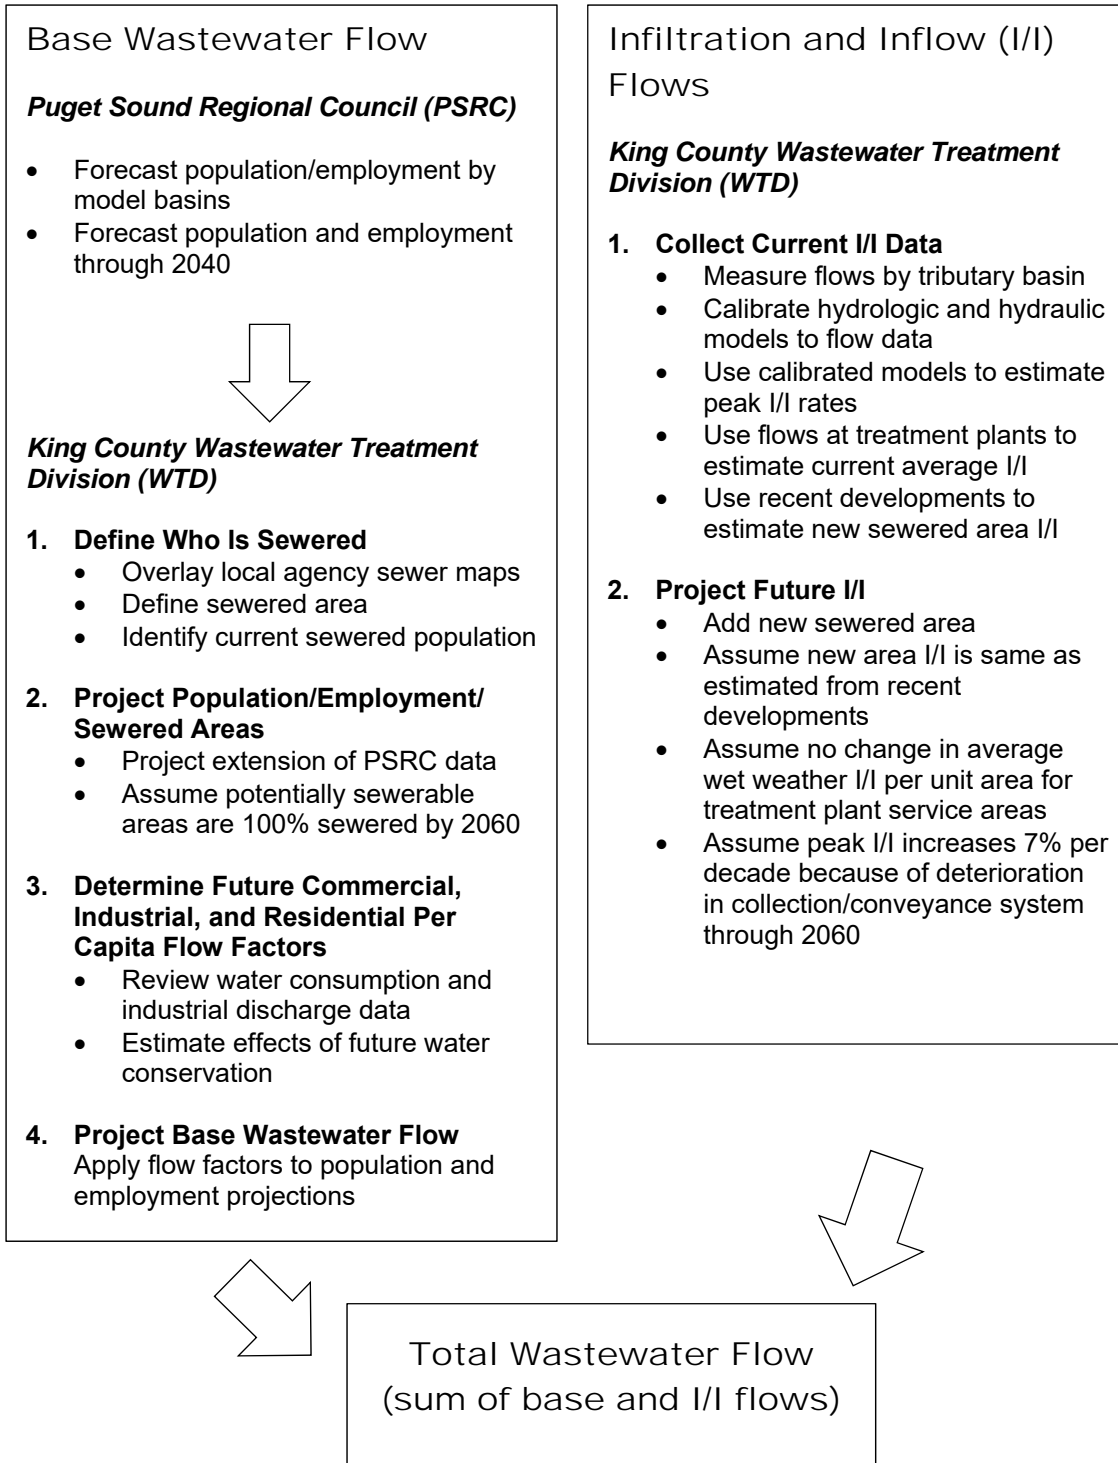 Base Wastewater Flow
Puget Sound Regional Council (PSRC)
• Forecast population/employment by
model basins
• Forecast population and employment
through 2040
King County Wastewater Treatment
Division (WTD)
1. Define Who Is Sewered
• Overlay local agency sewer maps
• Define sewered area
• Identify current sewered population
2. Project Population/Employment/
Sewered Areas
• Project extension of PSRC data
• Assume potentially sewerable
areas are 100% sewered by 2060
3. Determine Future Commercial,
Industrial, and Residential Per
Capita Flow Factors
• Review water consumption and
industrial discharge data
• Estimate effects of future water
conservation
4. Project Base Wastewater Flow
Apply flow factors to population and
employment projections
Infiltration and Inflow (I/I)
Flows
King County Wastewater Treatment
Division (WTD)
1. Collect Current I/I Data
• Measure flows by tributary basin
• Calibrate hydrologic and hydraulic
models to flow data
• Use calibrated models to estimate
peak I/I rates
• Use flows at treatment plants to
estimate current average I/I
• Use recent developments to
estimate new sewered area I/I
2. Project Future I/I
• Add new sewered area
• Assume new area I/I is same as
estimated from recent
developments
• Assume no change in average
wet weather I/I per unit area for
treatment plant service areas
• Assume peak I/I increases 7% per
decade because of deterioration
in collection/conveyance system
through 2060
Total Wastewater Flow
(sum of base and I/I flows)